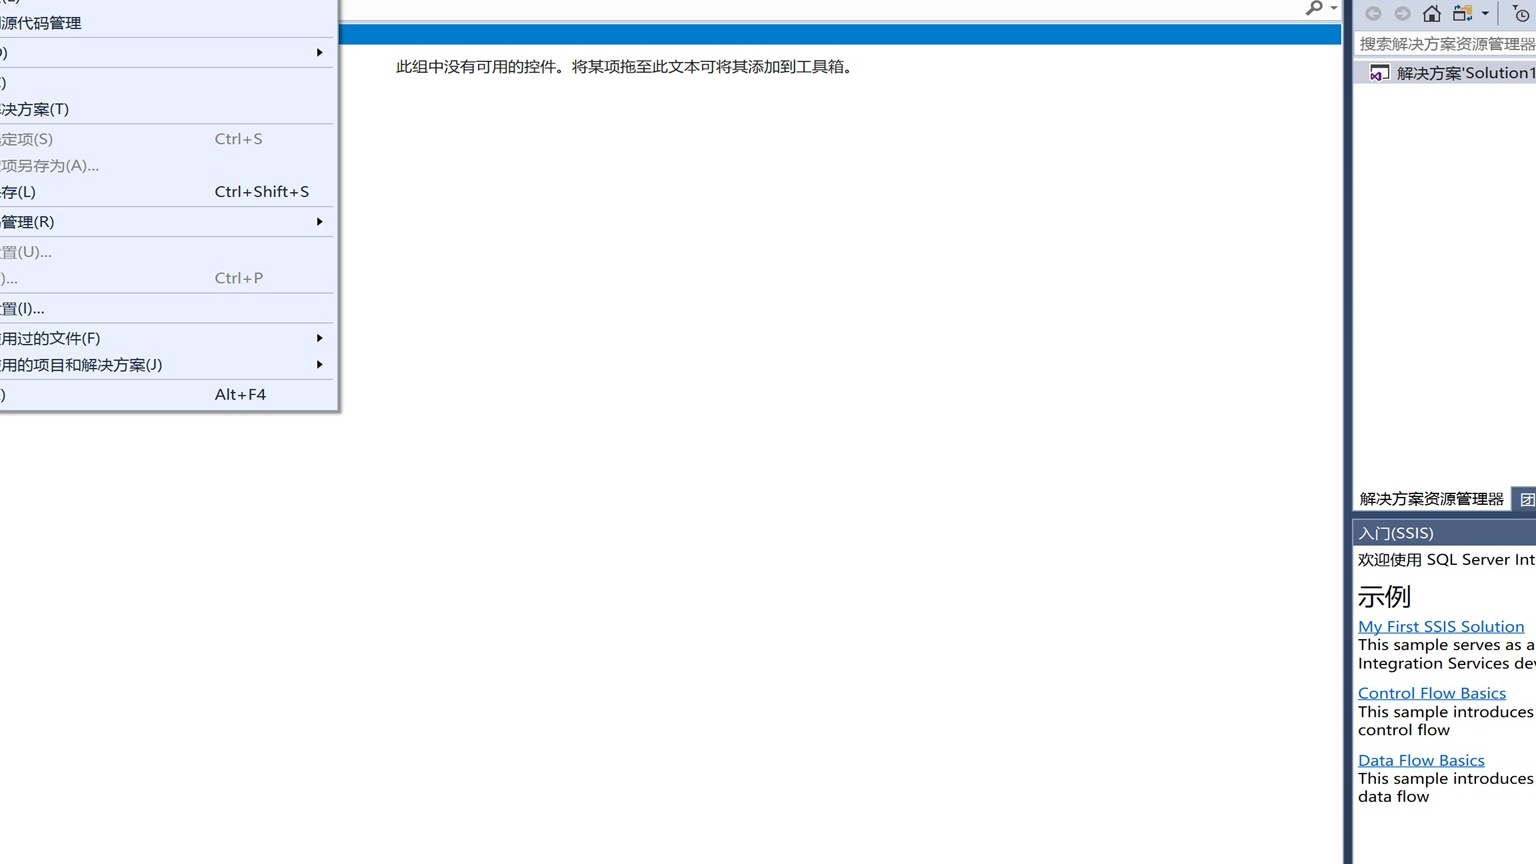 源代码管理
决方案(T)
定项(S) Ctrl+S
项另存为(A)...
存(L) Ctrl+Shift+S
管理(R)
置(U)...
)... Ctrl+P
置(I)...
用过的文件(F)
用的项目和解决方案(J)
) Alt+F4
此组中没有可用的控件。将某项拖至此文本可将其添加到工具箱。
搜索解决方案资源管理器
解决方案'Solution1
解决方案资源管理器 团
入门(SSIS)
欢迎使用 SQL Server Int
示例
My First SSIS Solution
This sample serves as a
Integration Services dev
Control Flow Basics
This sample introduces
control flow
Data Flow Basics
This sample introduces
data flow